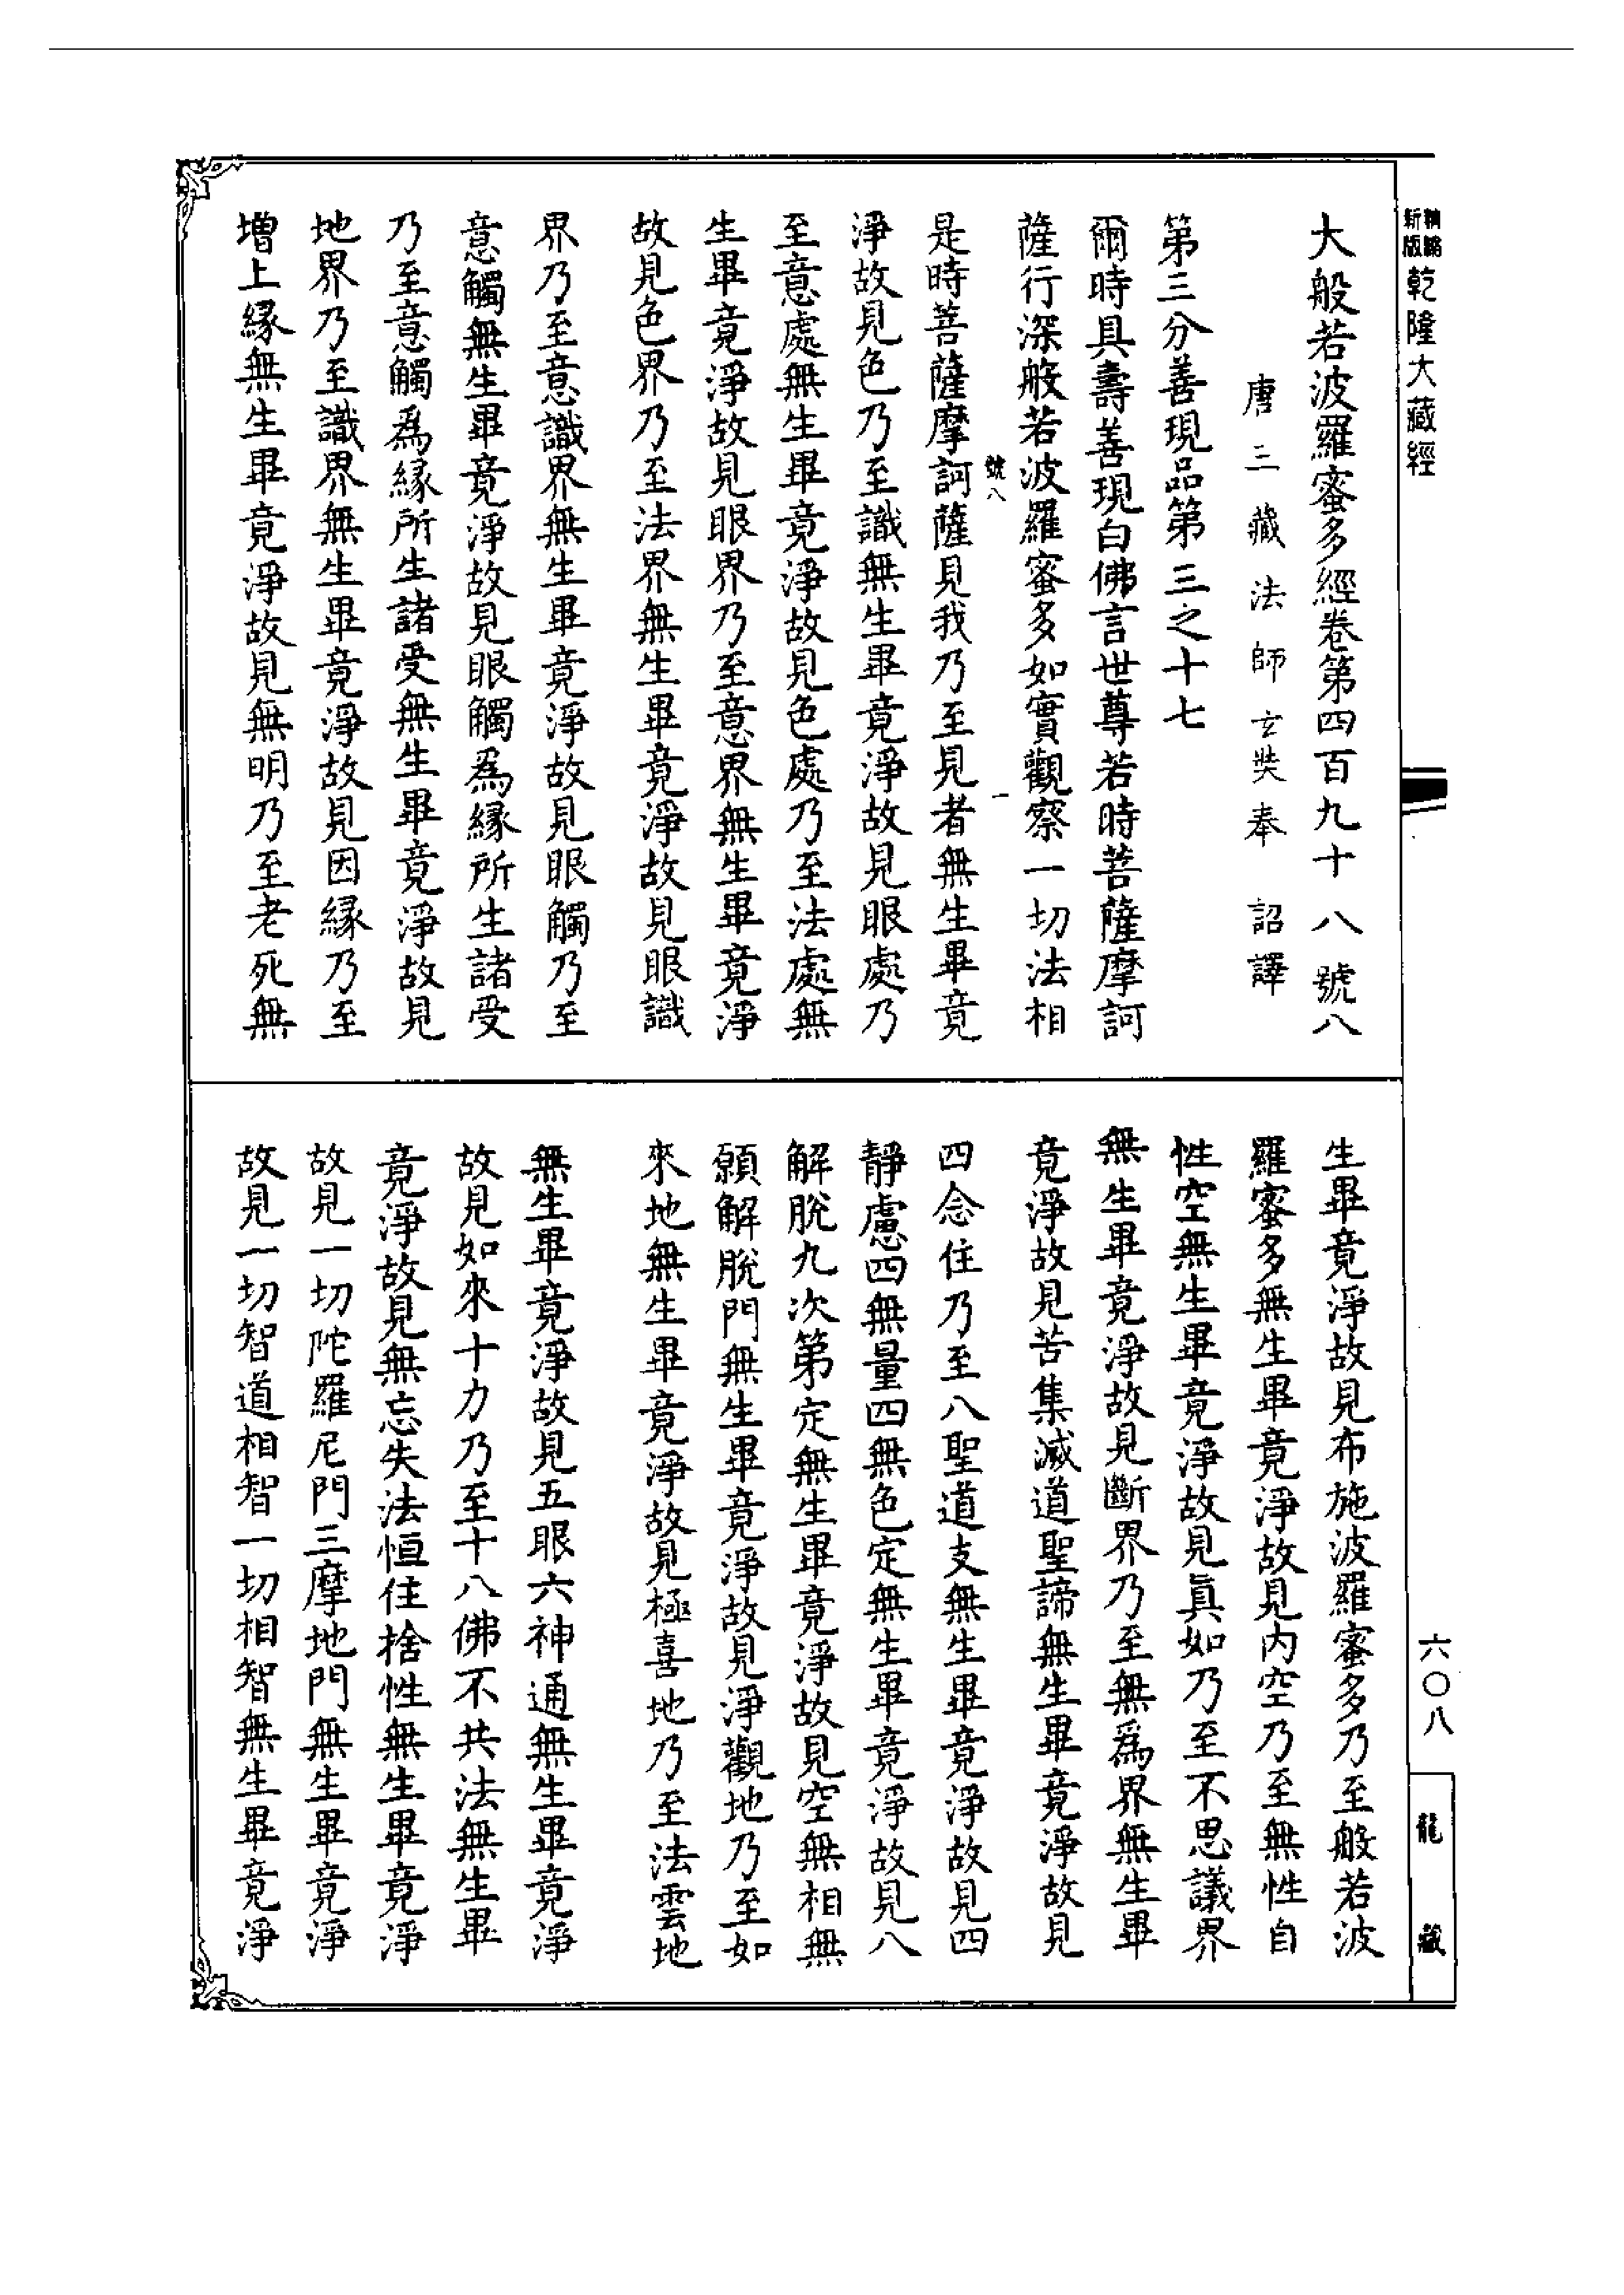 精縮新版乾隆大藏經
大般若波羅蜜多經卷第四百九十八　號八
唐三藏法師玄奘奉　詔譯
第三分善現品第三之十七
爾時具壽善現白佛言世尊若時菩薩摩訶
薩行深般若波羅蜜多如實觀察一切法相
號八　一
是時菩薩摩訶薩見我乃至見者無生畢竟
淨故見色乃至識無生畢竟淨故見眼處乃
至意處無生畢竟淨故見色處乃至法處無
生畢竟淨故見眼界乃至意界無生畢竟淨
故見色界乃至法界無生畢竟淨故見眼識
界乃至意識界無生畢竟淨故見眼觸乃至
意觸無生畢竟淨故見眼觸為緣所生諸受
乃至意觸為緣所生諸受無生畢竟淨故見
地界乃至識界無生畢竟淨故見因緣乃至
增上緣無生畢竟淨故見無明乃至老死無
生畢竟淨故見布施波羅蜜多乃至般若波
羅蜜多無生畢竟淨故見內空乃至無性自
性空無生畢竟淨故見真如乃至不思議界
無生畢竟淨故見斷界乃至無為界無生畢
竟淨故見苦集滅道聖諦無生畢竟淨故見
四念住乃至八聖道支無生畢竟淨故見四
靜慮四無量四無色定無生畢竟淨故見八
解脫九次第定無生畢竟淨故見空無相無
願解脫門無生畢竟淨故見淨觀地乃至如
來地無生畢竟淨故見極喜地乃至法雲地
無生畢竟淨故見五眼六神通無生畢竟淨
故見如來十力乃至十八佛不共法無生畢
竟淨故見無忘失法恒住捨性無生畢竟淨
故見一切陀羅尼門三摩地門無生畢竟淨
故見一切智道相智一切相智無生畢竟淨
六〇八
龍藏